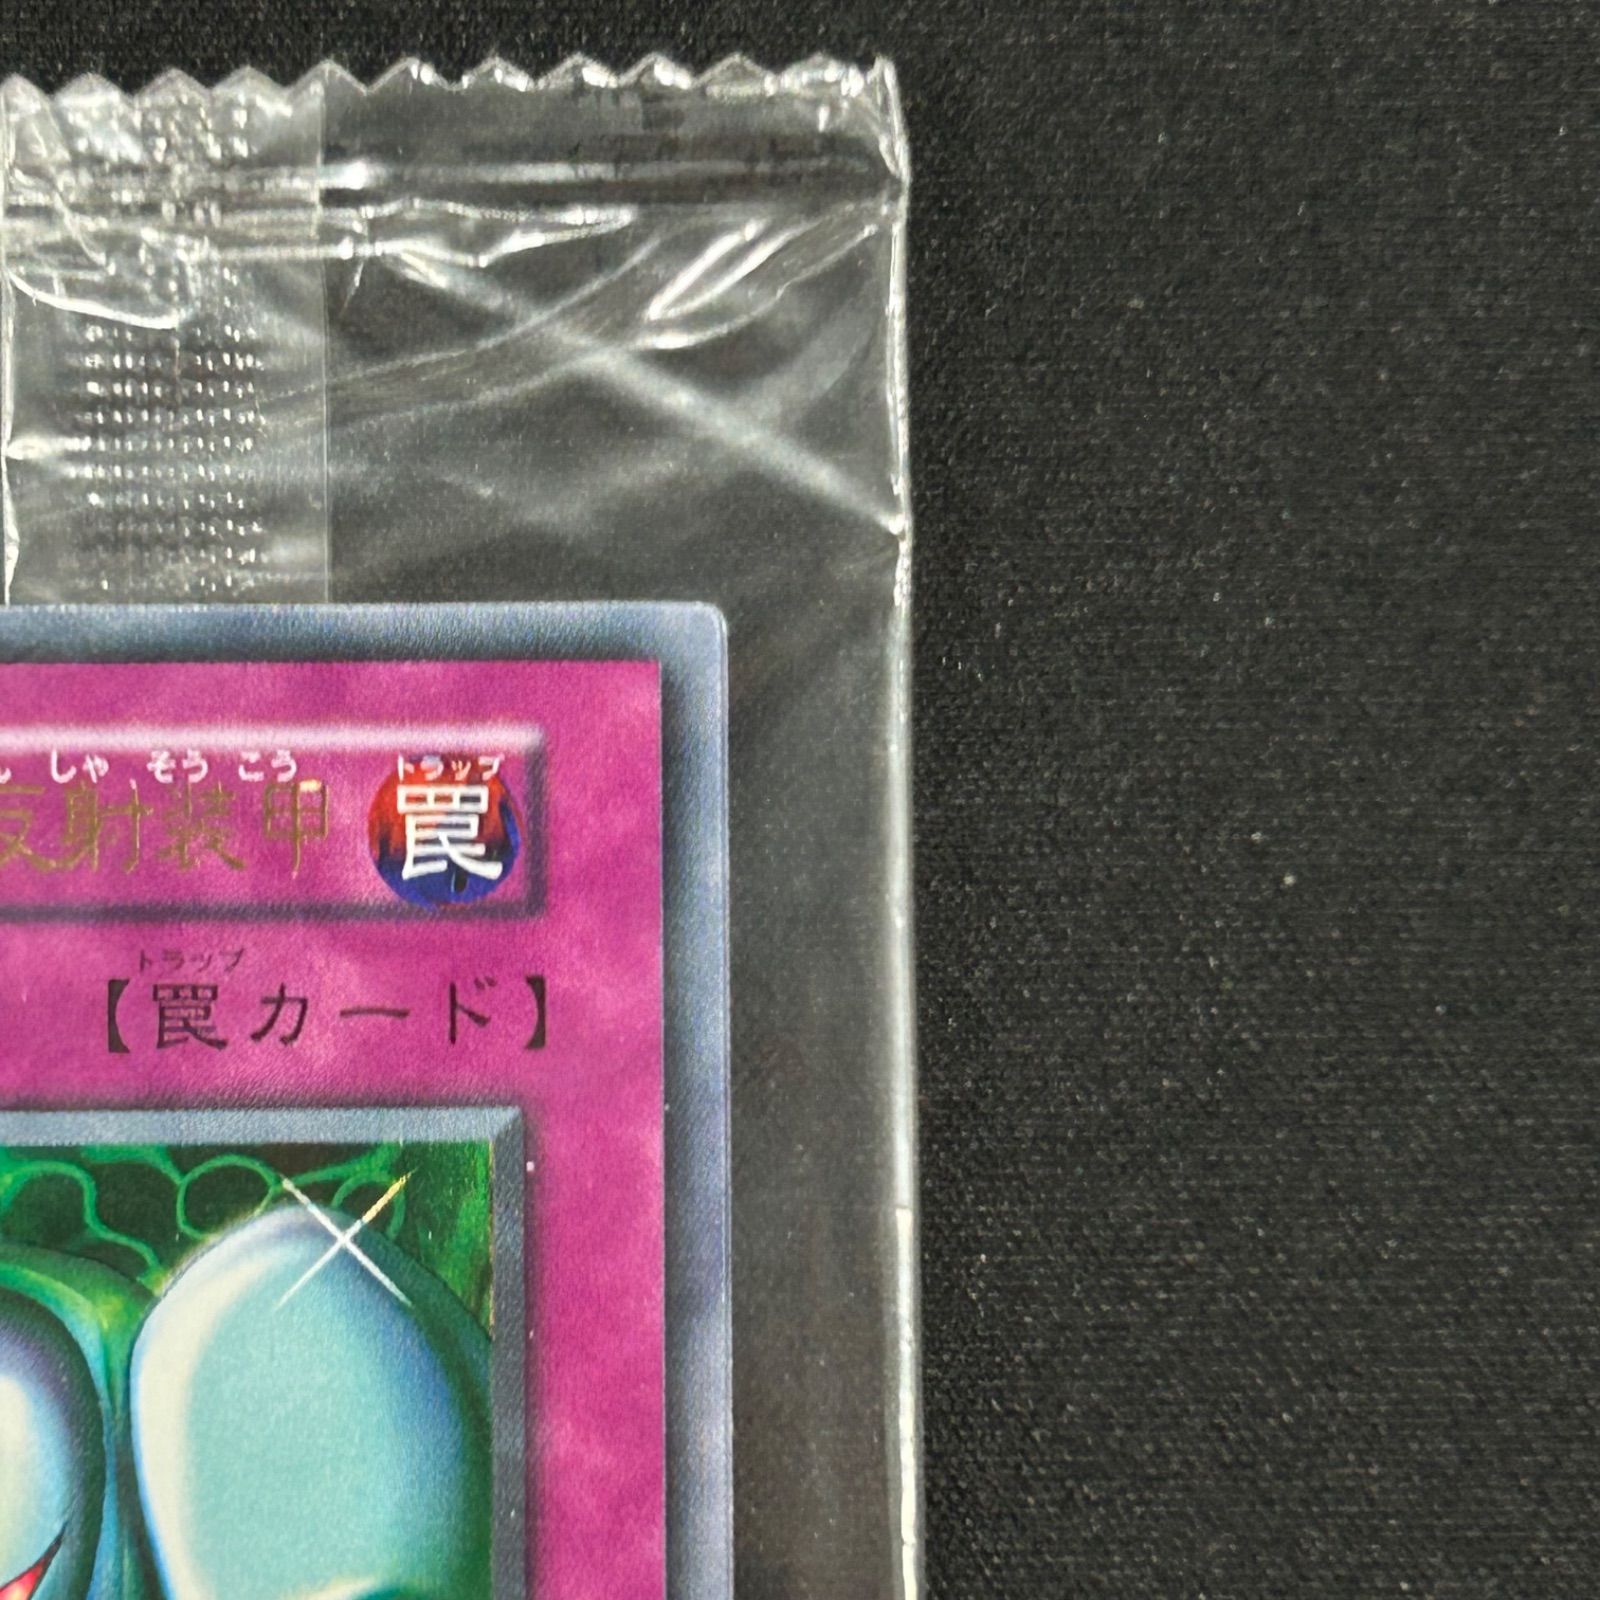 ん しゃ そう こう
反射装甲
トラップ
罠
トラップ
【罠カード】